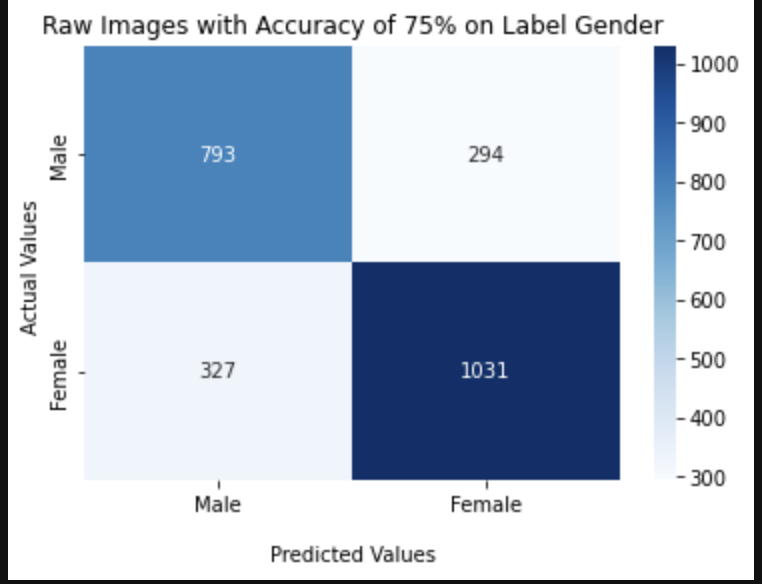 Raw Images with Accuracy of 75% on Label Gender
Actual Values
Male
793
294
Female
327
1031
Male
Female
Predicted Values
1000
900
800
700
600
500
400
300